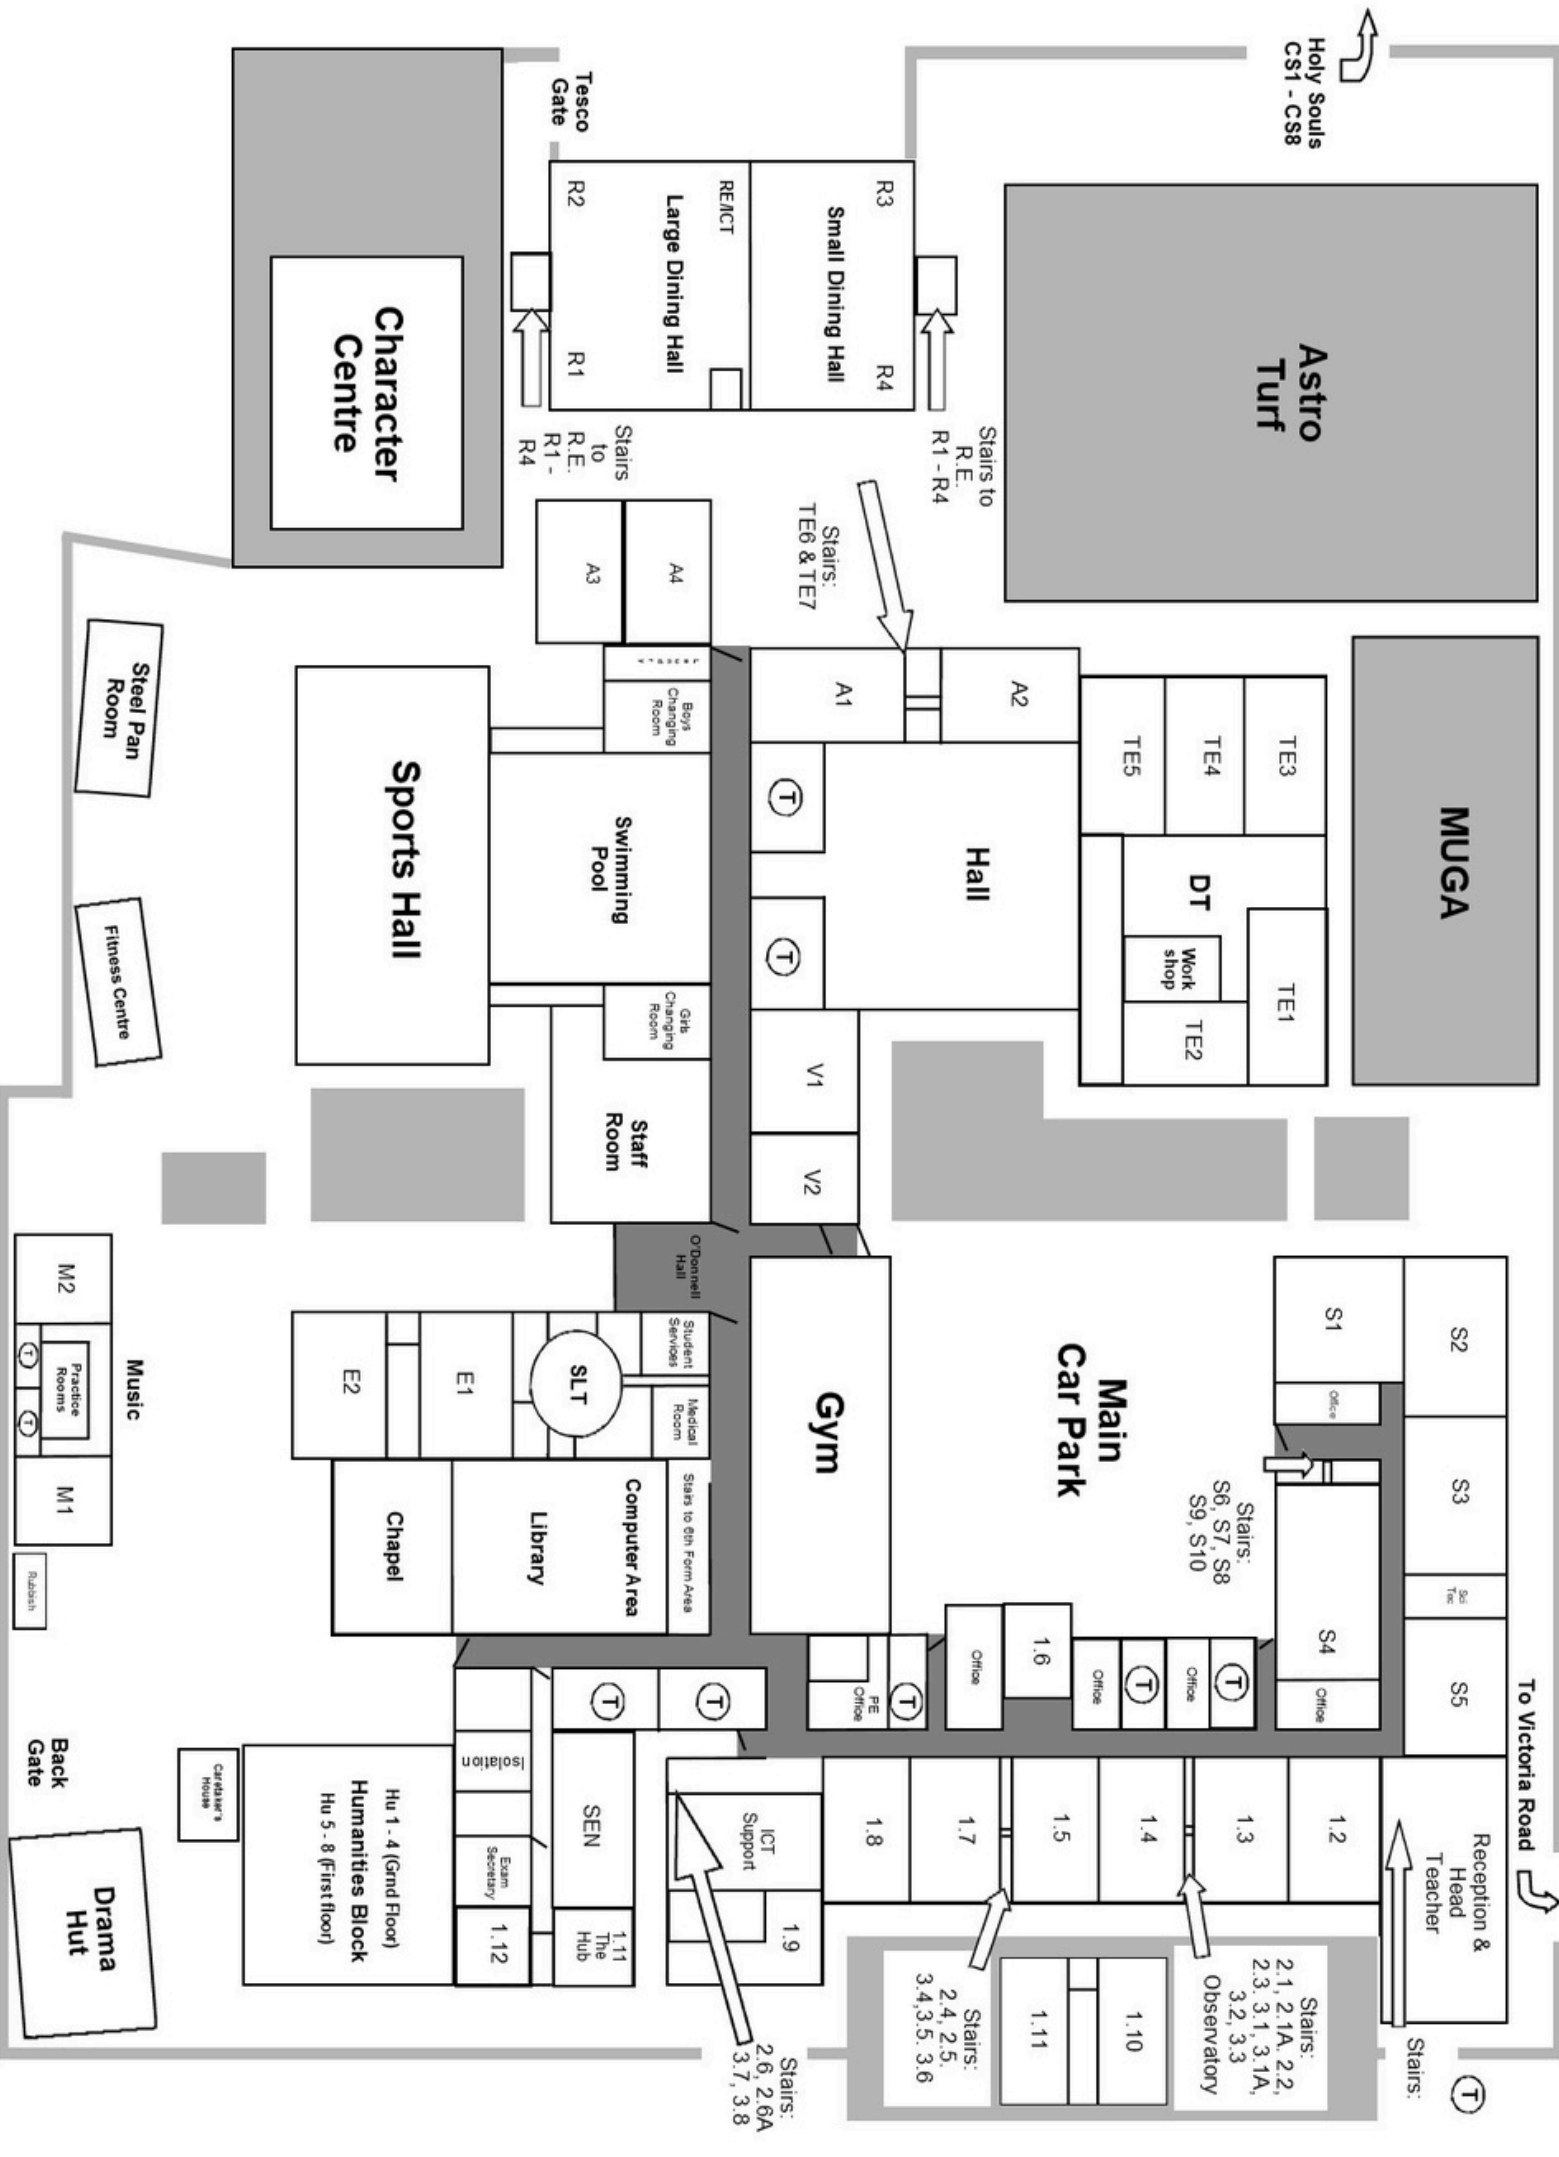 To Victoria Road
Holy Souls
CS1 - CS8
Astro
Turf
MUGA
S2
S3
Sci
Tec
S5
Reception &
Head
Teacher
Stairs:
T
S1
Office
S4
Office
Stairs:
S6, S7, S8
S9, S10
TE3
TE4
TE5
DT
Work
shop
TE1
TE2
Main
Car Park
T
Office
T
Office
1.6
Office
T
PE
Office
1.2
1.3
1.4
1.5
1.7
1.8
Stairs:
2.1, 2.1A. 2.2,
2.3. 3.1, 3.1A,
3.2, 3.3
Observatory
1.10
1.11
Stairs:
2.4, 2.5.
3.4,3.5. 3.6
Stairs to
R.E.
R1 - R4
R3
R4
Small Dining Hall
RE/ICT
Large Dining Hall
R2
R1
Tesco
Gate
Stairs
to
R.E.
R1 -
R4
Stairs:
TE6 & TE7
A2
A1
Hall
T
T
V1
V2
Gym
ICT
Support
1.9
Stairs:
2.6, 2.6A
3.7, 3.8
A4
A3
Boys
Changing
Room
Swimming
Pool
Girls
Changing
Room
Staff
Room
O'Donnell
Hall
Student
Services
Medical
Room
SLT
E1
E2
Stairs to 6th Form Area
Computer Area
Library
Chapel
T
T
SEN
1.11
The
Hub
Isolation
Exam
Secretary
1.12
Character
Centre
Sports Hall
Hu 1 - 4 (Grnd Floor)
Humanities Block
Hu 5 - 8 (First floor)
Caretaker's
House
Steel Pan
Room
Fitness Centre
Music
M2
Practice
Rooms
T
T
M1
Rubbish
Back
Gate
Drama
Hut